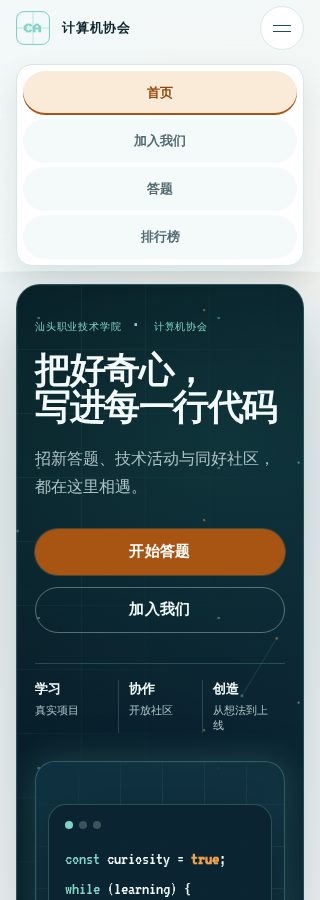 CA 计算机协会
首页
加入我们
答题
排行榜
汕头职业技术学院 · 计算机协会
把好奇心，
写进每一行代码
招新答题、技术活动与同好社区，
都在这里相遇。
开始答题
加入我们
学习 协作 创造
真实项目 开放社区 从想法到上
线
const curiosity = true;
while (learning) {